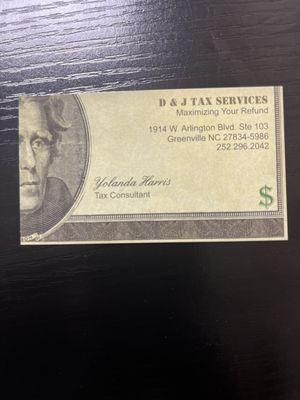 D & J TAX SERVICES
Maximizing Your Refund
1914 W. Arlington Blvd. Ste 103
Greenville NC 27834-5986
252.296.2042
Yolanda Harris
Tax Consultant
$